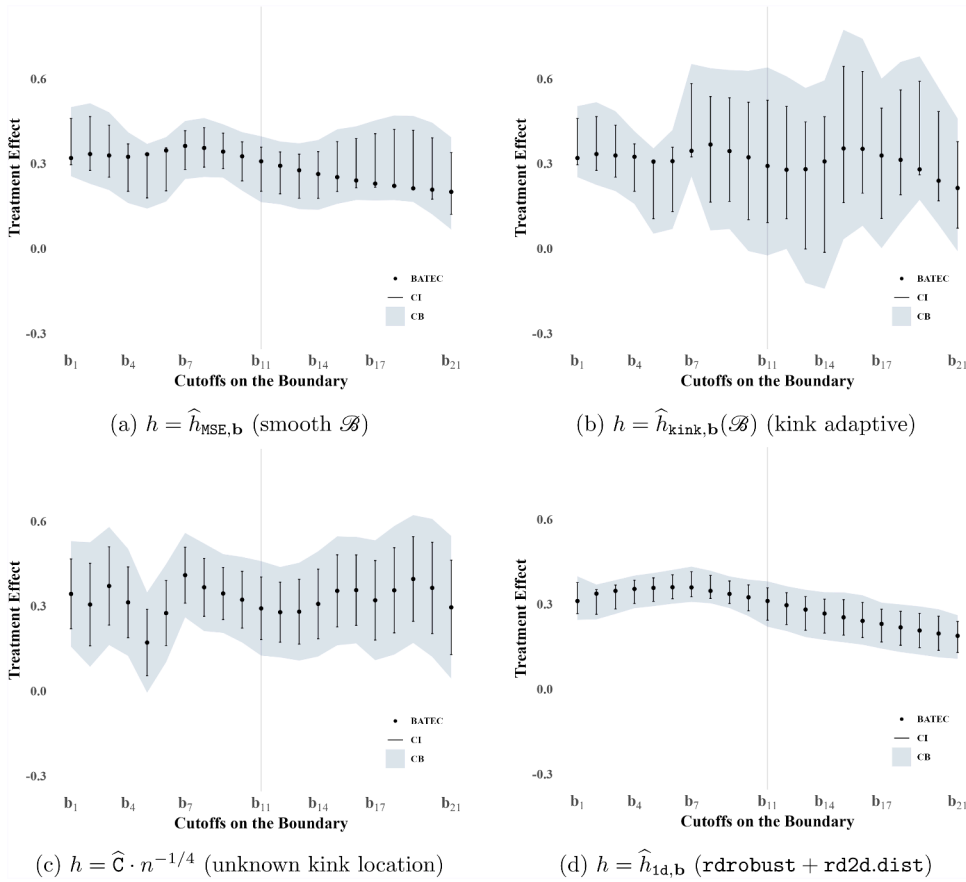 0.6
0.3
0.0
-0.3
Treatment Effect
BATEC
CI
CB
b₁ b₄ b₇ b₁₁ b₁₄ b₁₇ b₂₁
Cutoffs on the Boundary
(a) h = ĥ_MSE,b (smooth ℬ)
0.6
0.3
0.0
-0.3
Treatment Effect
BATEC
CI
CB
b₁ b₄ b₇ b₁₁ b₁₄ b₁₇ b₂₁
Cutoffs on the Boundary
(b) h = ĥ_kink,b(ℬ) (kink adaptive)
0.6
0.3
0.0
-0.3
Treatment Effect
BATEC
CI
CB
b₁ b₄ b₇ b₁₁ b₁₄ b₁₇ b₂₁
Cutoffs on the Boundary
(c) h = Ĉ · n^(-1/4) (unknown kink location)
0.6
0.3
0.0
-0.3
Treatment Effect
BATEC
CI
CB
b₁ b₄ b₇ b₁₁ b₁₄ b₁₇ b₂₁
Cutoffs on the Boundary
(d) h = ĥ_1d,b (rdrobust + rd2d.dist)